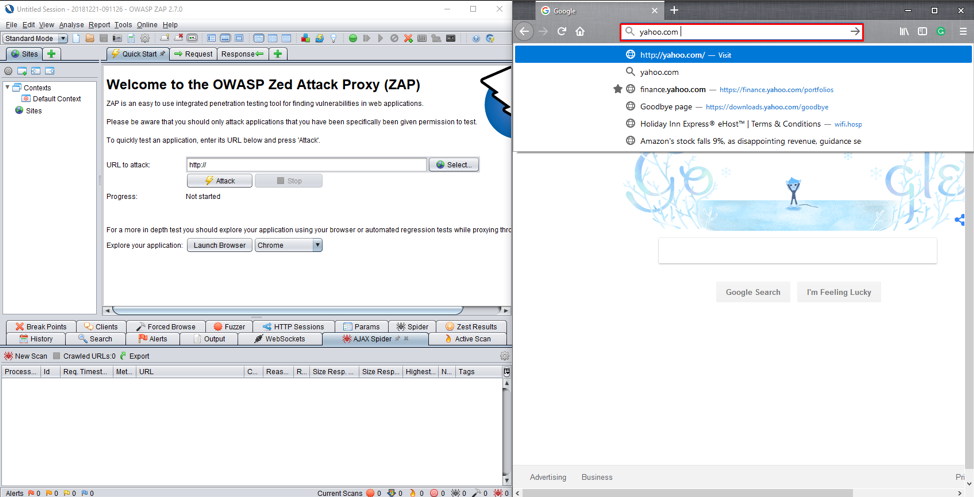 Untitled Session - 20181221-091126 - OWASP ZAP 2.7.0
File Edit View Analyse Report Tools Online Help
Standard Mode
Sites
Quick Start
Request
Response
Contexts
Default Context
Sites
Welcome to the OWASP Zed Attack Proxy (ZAP)
ZAP is an easy to use integrated penetration testing tool for finding vulnerabilities in web applications.
Please be aware that you should only attack applications that you have been specifically been given permission to test.
To quickly test an application, enter its URL below and press 'Attack'.
URL to attack: http:// Select...
Attack Stop
Progress: Not started
For a more in depth test you should explore your application using your browser or automated regression tests while proxying thro
Explore your application: Launch Browser Chrome
Break Points Clients Forced Browse Fuzzer HTTP Sessions Params Spider Zest Results
History Search Alerts Output WebSockets AJAX Spider Active Scan
New Scan Crawled URLs:0 Export
Process... Id Req. Timest... Met... URL C... Reas... R... Size Resp. ... Size Resp.... Highest... N... Tags
Alerts 0 0 0 0 Current Scans 0 0 0 0 0 0 0
Google
yahoo.com
http://yahoo.com/ — Visit
yahoo.com
finance.yahoo.com — https://finance.yahoo.com/portfolios
Goodbye page — https://downloads.yahoo.com/goodbye
Holiday Inn Express® eHost™ | Terms & Conditions — wifi.hosp
Amazon's stock falls 9%, as disappointing revenue, guidance se
Go gle
Google Search I'm Feeling Lucky
Advertising Business Pri